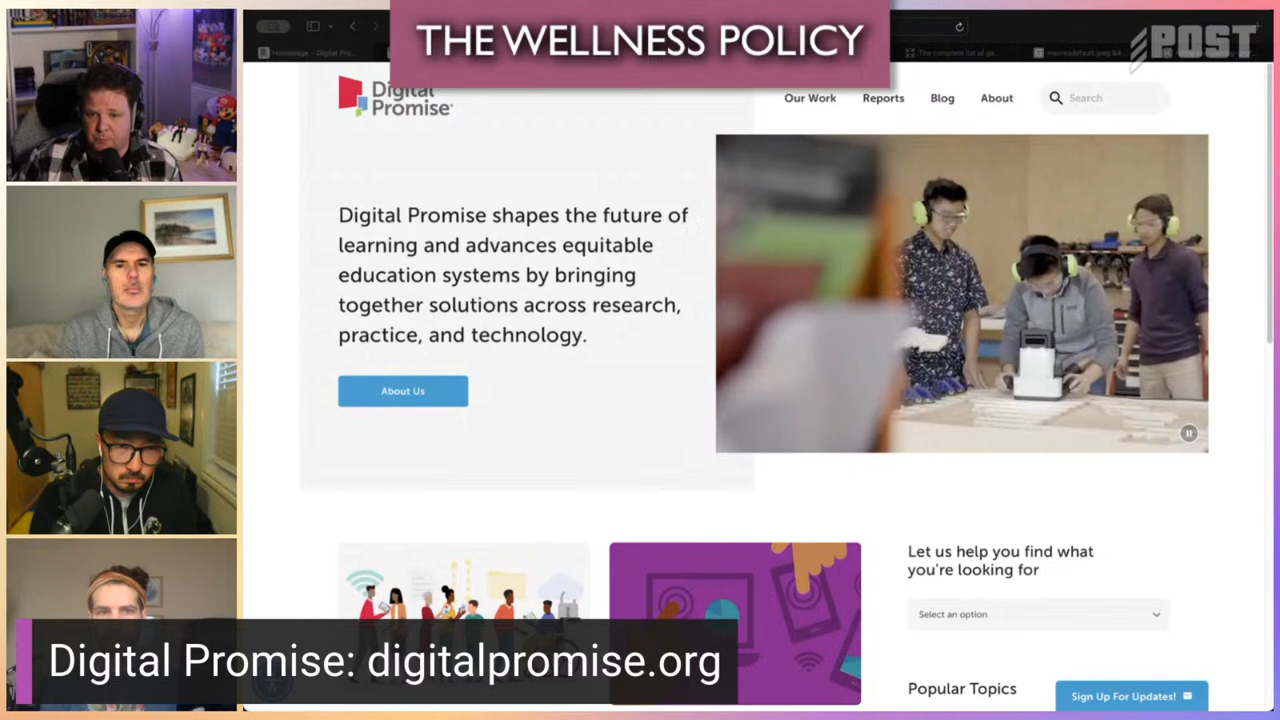 THE WELLNESS POLICY
POST
Digital
Promise
Our Work
Reports
Blog
About
Search
Digital Promise shapes the future of
learning and advances equitable
education systems by bringing
together solutions across research,
practice, and technology.
About Us
Let us help you find what
you're looking for
Select an option
Popular Topics
Sign Up For Updates!
Digital Promise: digitalpromise.org